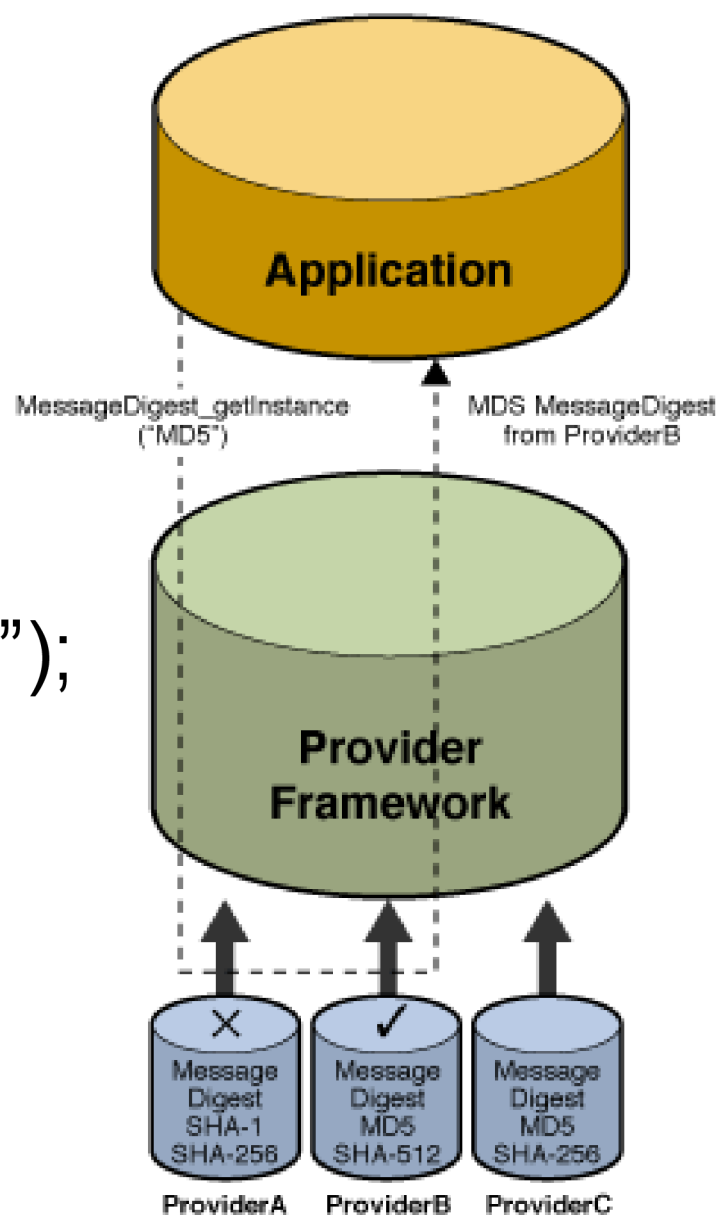 Application
MessageDigest_getInstance
("MD5")
MDS MessageDigest
from ProviderB
”);
Provider
Framework
×
Message
Digest
SHA-1
SHA-256
✓
Message
Digest
MD5
SHA-512
Message
Digest
MD5
SHA-256
ProviderA
ProviderB
ProviderC